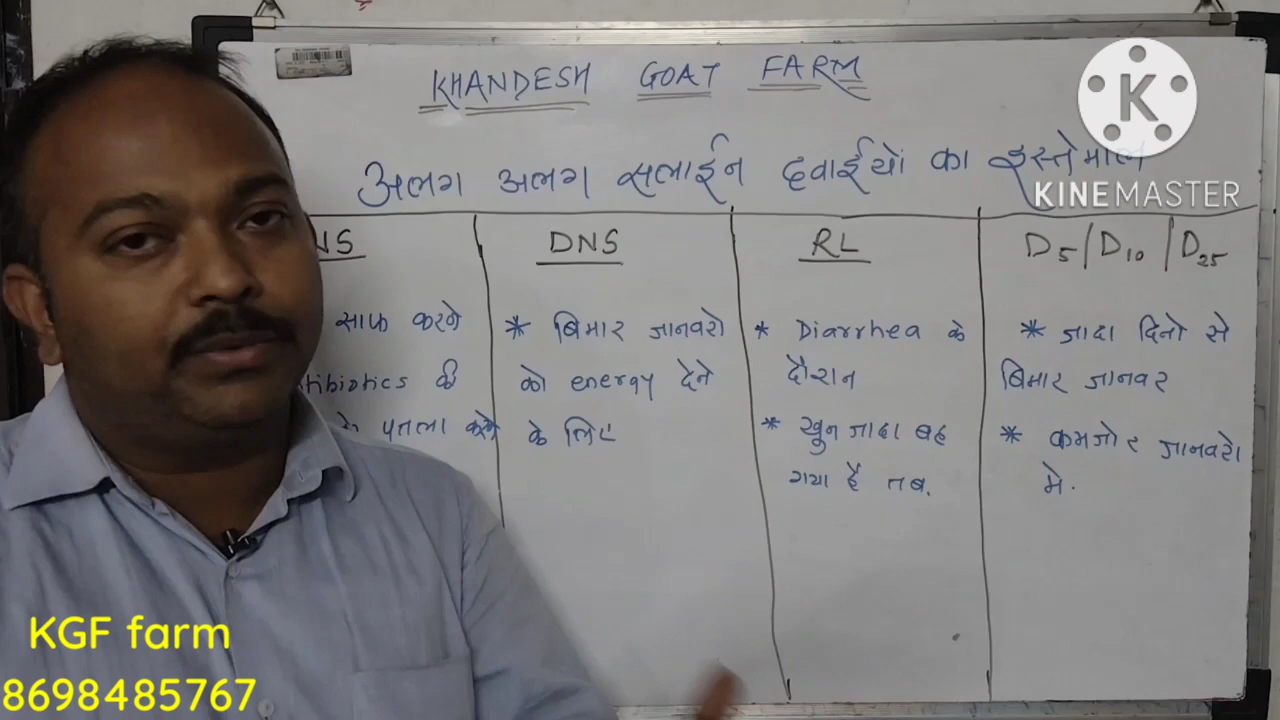 KHANDESH GOAT FARM
K
KINEMASTER
अलग अलग सलाईन दवाईयों का इस्तेमाल
NS
DNS
RL
D5/D10/D25
साफ करने
पतला करने
* बिमार जानवरो
को energy देने
के लिए
* Diarrhea के
दौरान
* खुन जादा बह
गया है तब.
* जादा दिनो से
बिमार जानवर
* कमजोर जानवरो
मे.
KGF farm
8698485767